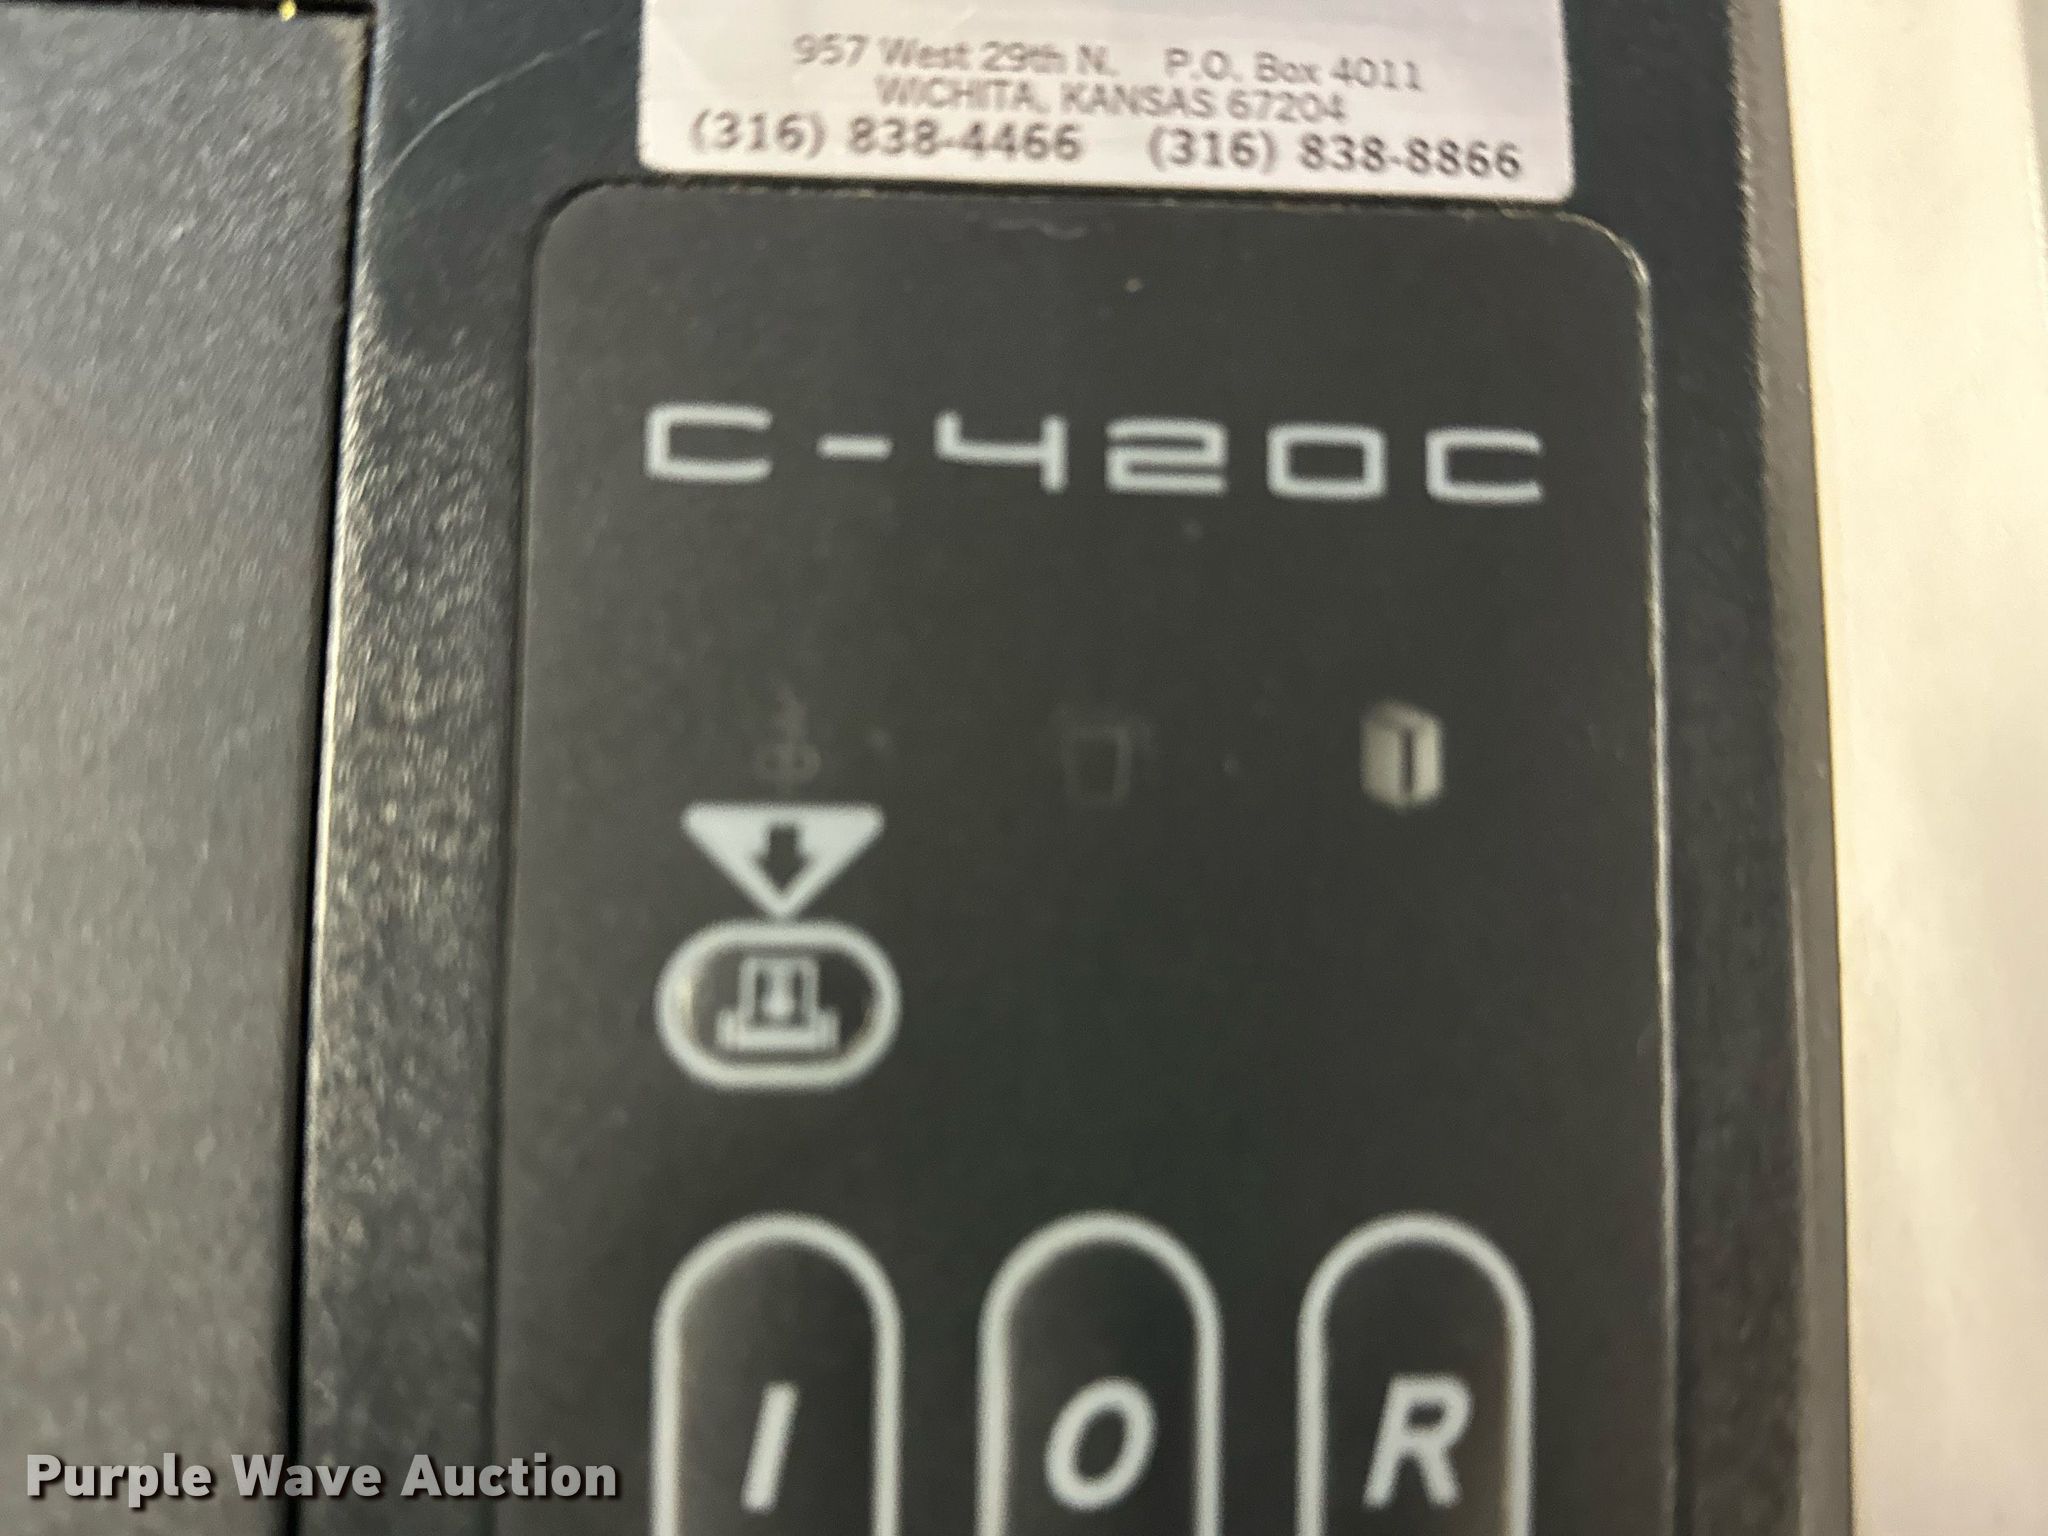 957 West 29th N. P.O. Box 4011
WICHITA, KANSAS 67204
(316) 838-4466 (316) 838-8866
C-420C
I O R
Purple Wave Auction